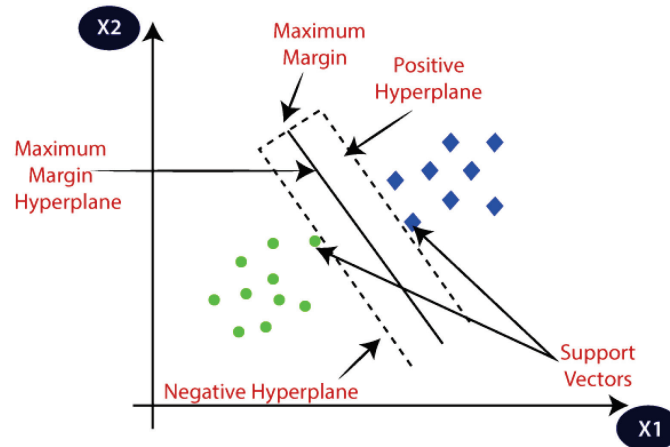 X2
Maximum
Margin
Positive
Hyperplane
Maximum
Margin
Hyperplane
Support
Vectors
Negative Hyperplane
X1